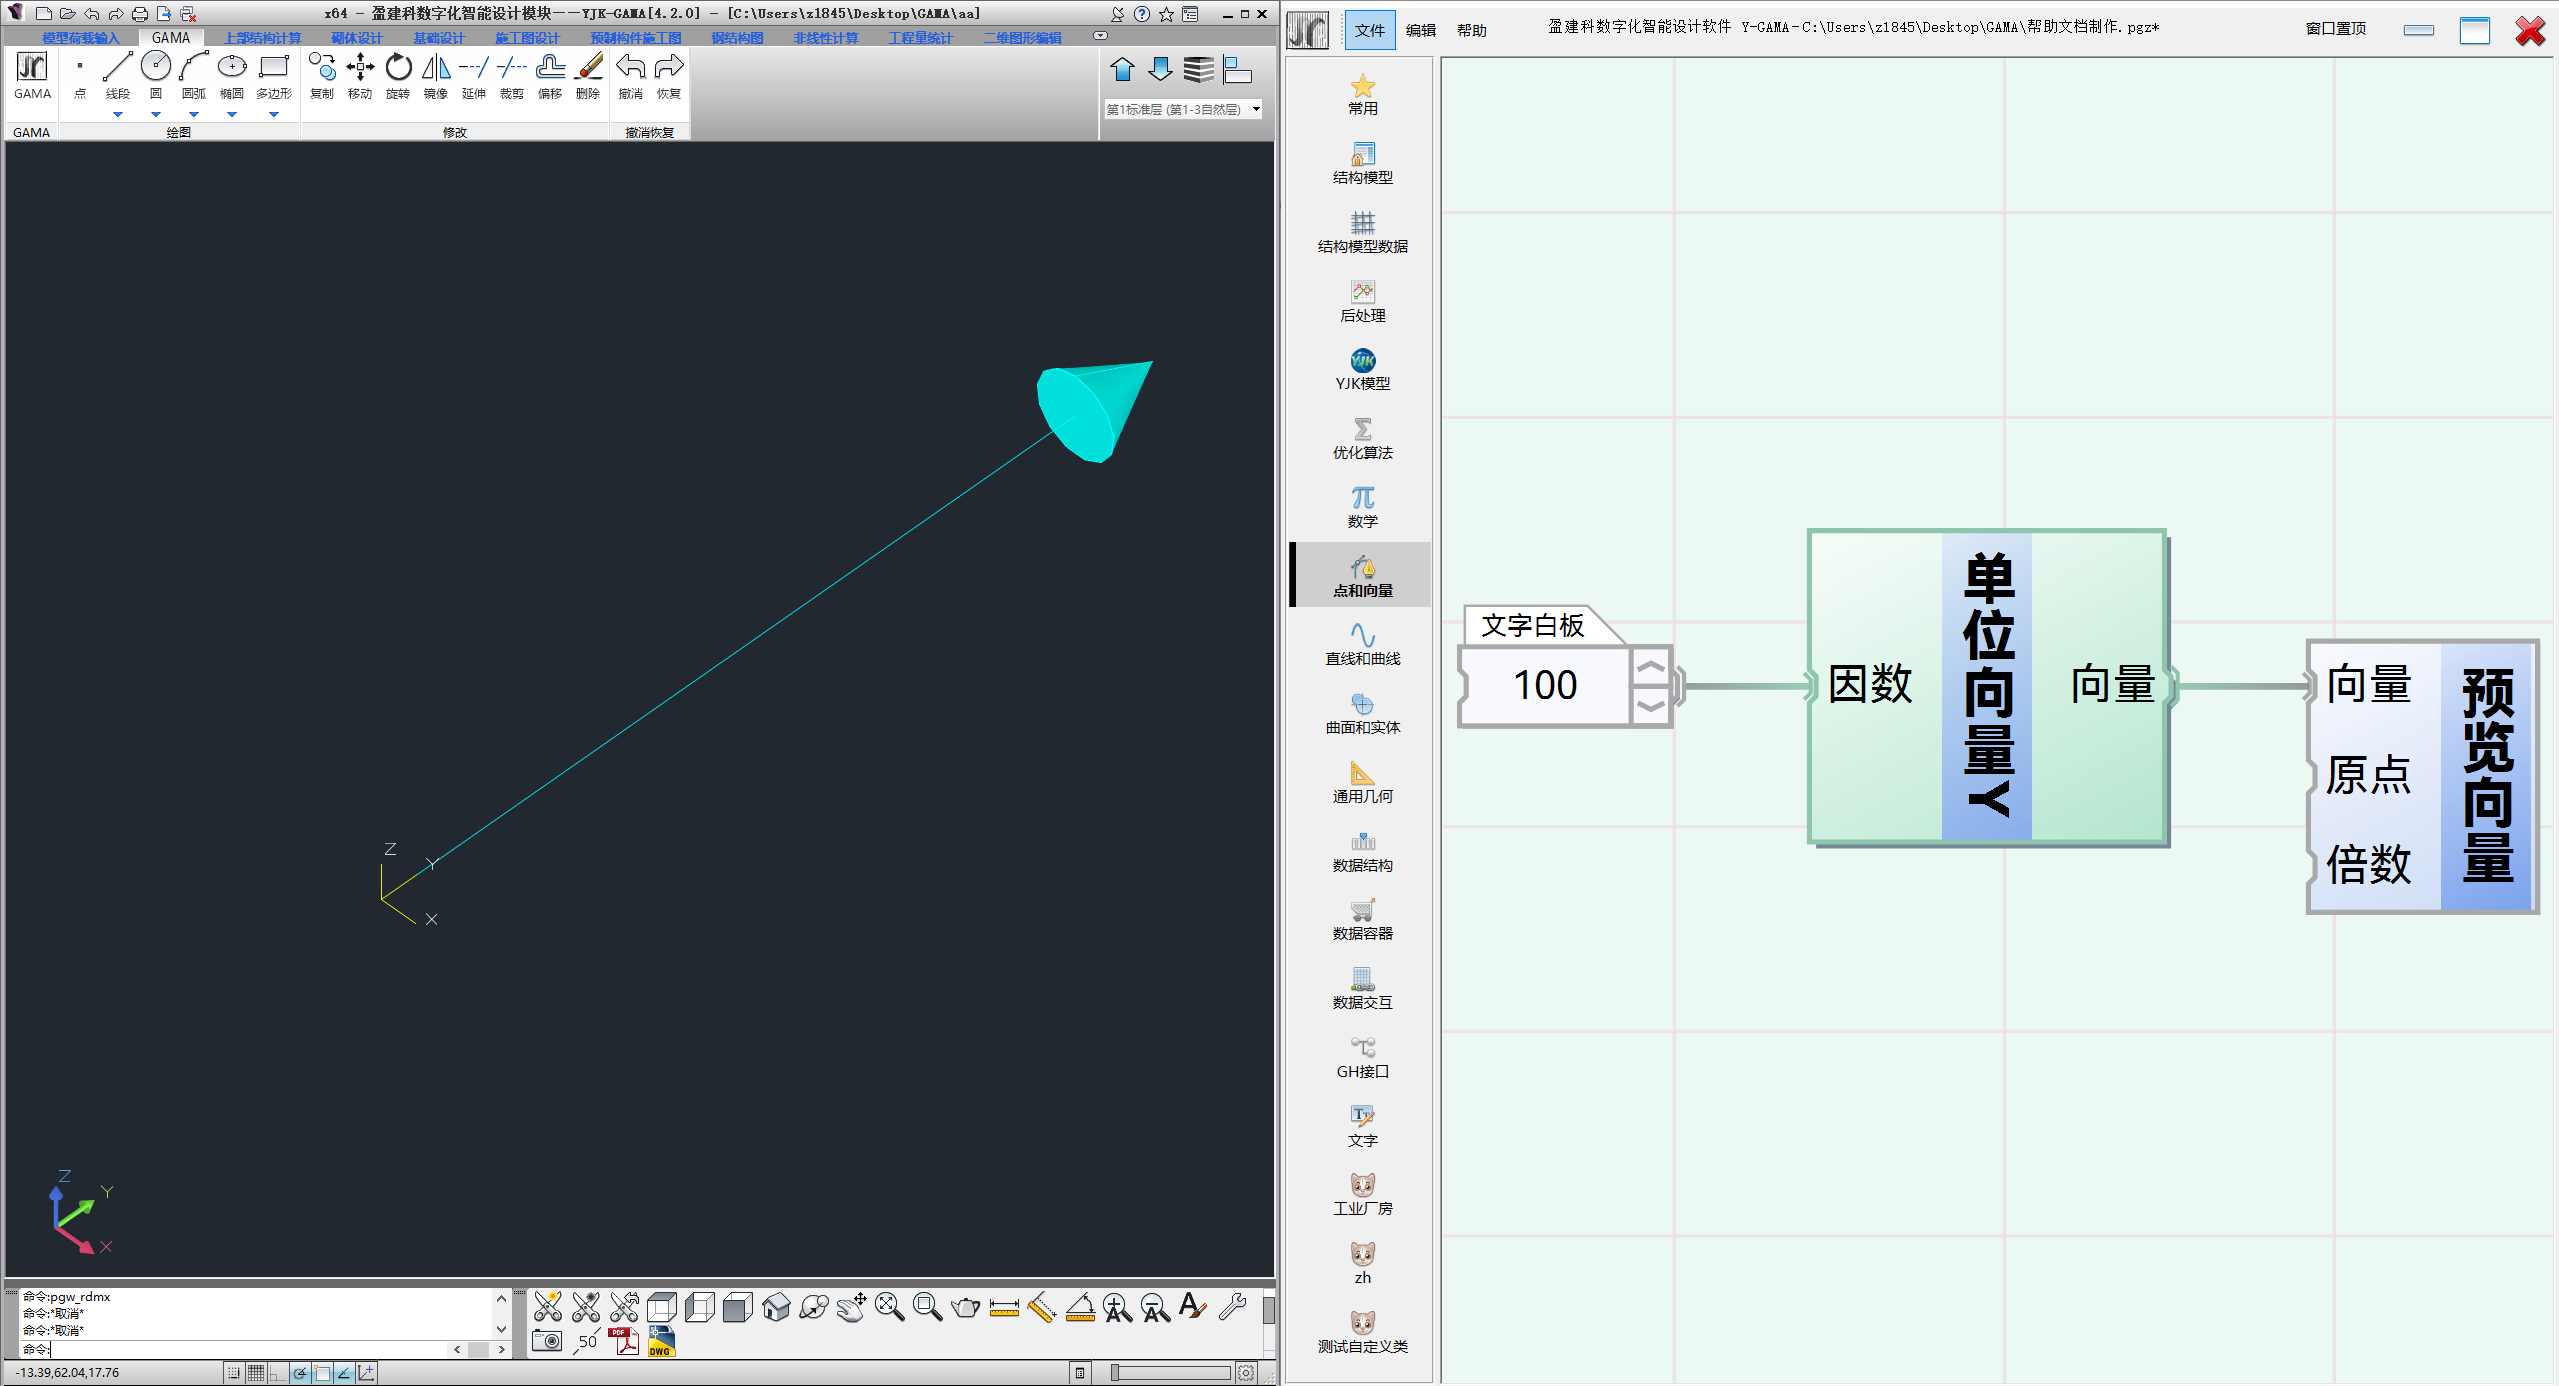 x64 - 盈建科数字化智能设计模块——YJK-GAMA[4.2.0] - [C:\Users\z1845\Desktop\GAMA\aa]
模型荷载输入 GAMA 上部结构计算 砌体设计 基础设计 施工图设计 预制构件施工图 钢结构图 非线性计算 工程量统计 二维图形编辑
GAMA 点 线段 圆 圆弧 椭圆 多边形 复制 移动 旋转 镜像 延伸 裁剪 偏移 删除 撤消 恢复
第1标准层 (第1-3自然层)
GAMA 绘图 修改 撤消恢复
Z
Y
X
Z
Y
X
命令:pgw_rdmx
命令:*取消*
命令:*取消*
命令:
50
PDF
DWG
-13.39,62.04,17.76
文件 编辑 帮助 盈建科数字化智能设计软件 Y-GAMA-C:\Users\z1845\Desktop\GAMA\帮助文档制作.pgz* 窗口置顶
常用
结构模型
结构模型数据
后处理
YJK
YJK模型
优化算法
数学
点和向量
直线和曲线
曲面和实体
通用几何
数据结构
数据容器
数据交互
GH接口
文字
工业厂房
zh
测试自定义类
文字白板
100
因数
单位向量Y
向量
向量
原点
倍数
预览向量